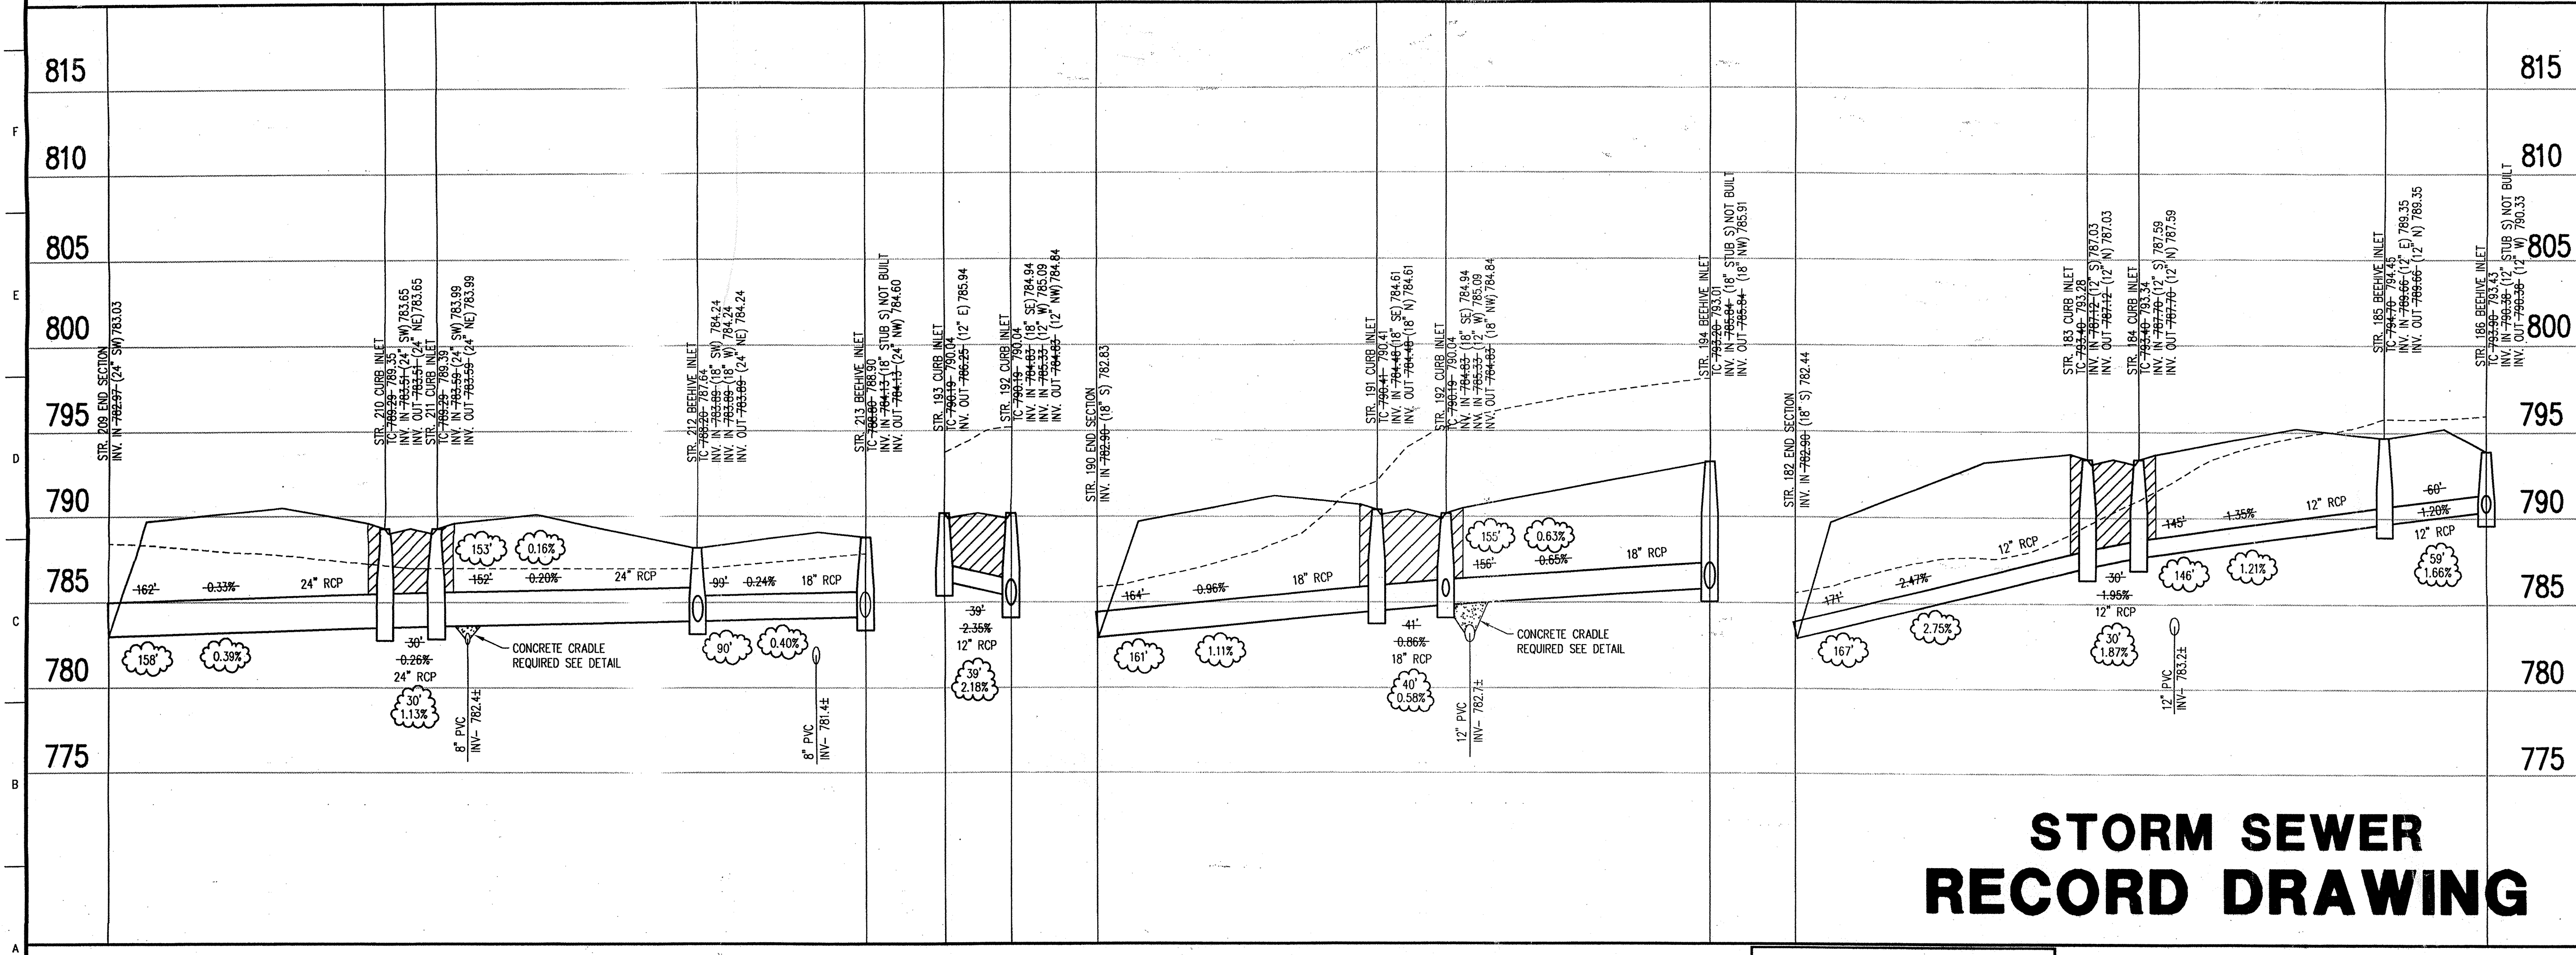 815
810
805
800
795
790
785
780
775
F
E
D
C
B
A
STR. 209 END SECTION
INV. IN 782.97 (24" SW) 783.03
STR. 210 CURB INLET
TC 789.29 789.35
INV. IN 783.51 (24" SW) 783.65
INV. OUT 783.51 (24" NE) 783.65
STR. 211 CURB INLET
TC 789.29 789.39
INV. IN 783.59 (24" SW) 783.99
INV. OUT 783.59 (24" NE) 783.99
STR. 212 BEEHIVE INLET
TC 788.20 787.64
INV. IN 783.89 (18" SW) 784.24
INV. IN 783.89 (18" W) 784.24
INV. OUT 783.89 (24" NE) 784.24
STR. 213 BEEHIVE INLET
TC 788.80 788.90
INV. IN 784.13 (18" STUB S) NOT BUILT
INV. OUT 784.13 (24" NW) 784.60
STR. 193 CURB INLET
TC 790.19 790.04
INV. OUT 786.25 (12" E) 785.94
STR. 192 CURB INLET
TC 790.19 790.04
INV. IN 784.83 (18" SE) 784.94
INV. IN 785.33 (12" W) 785.09
INV. OUT 784.83 (12" NW) 784.84
STR. 190 END SECTION
INV. IN 782.90 (18" S) 782.83
STR. 191 CURB INLET
TC 790.41 790.41
INV. IN 784.48 (18" SE) 784.61
INV. OUT 784.48 (18" N) 784.61
STR. 192 CURB INLET
TC 790.19 790.04
INV. IN 784.83 (18" SE) 784.94
INV. IN 785.33 (12" W) 785.09
INV. OUT 784.83 (18" NW) 784.84
STR. 194 BEEHIVE INLET
TC 793.20 793.01
INV. IN 785.84 (18" STUB S) NOT BUILT
INV. OUT 785.84 (18" NW) 785.91
STR. 182 END SECTION
INV. IN 782.90 (18" S) 782.44
STR. 183 CURB INLET
TC 793.40 793.28
INV. IN 787.12 (12" S) 787.03
INV. OUT 787.12 (12" N) 787.03
STR. 184 CURB INLET
TC 793.40 793.34
INV. IN 787.70 (12" S) 787.59
INV. OUT 787.70 (12" N) 787.59
STR. 185 BEEHIVE INLET
TC 794.70 794.45
INV. IN 789.66 (12" E) 789.35
INV. OUT 789.66 (12" N) 789.35
STR. 186 BEEHIVE INLET
TC 793.90 793.43
INV. IN 790.38 (12" STUB S) NOT BUILT
INV. OUT 790.38 (12" W) 790.33
162' 0.33% 24" RCP
158' 0.39%
30'
0.26%
24" RCP
30'
1.13%
153' 0.16%
152' 0.20% 24" RCP
CONCRETE CRADLE
REQUIRED SEE DETAIL
8" PVC
INV- 782.4±
99' 0.24% 18" RCP
90' 0.40%
8" PVC
INV- 781.4±
39'
2.35%
12" RCP
39'
2.18%
164' 0.96% 18" RCP
161' 1.11%
41'
0.86%
18" RCP
40'
0.58%
155' 0.63%
156' 0.65% 18" RCP
CONCRETE CRADLE
REQUIRED SEE DETAIL
12" PVC
INV- 782.7±
171' 2.47% 12" RCP
167' 2.75%
30'
1.95%
12" RCP
30'
1.87%
145' 1.35% 12" RCP
146' 1.21%
12" PVC
INV- 783.2±
60'
1.20%
12" RCP
59'
1.66%
815
810
805
800
795
790
785
780
775
STORM SEWER
RECORD DRAWING